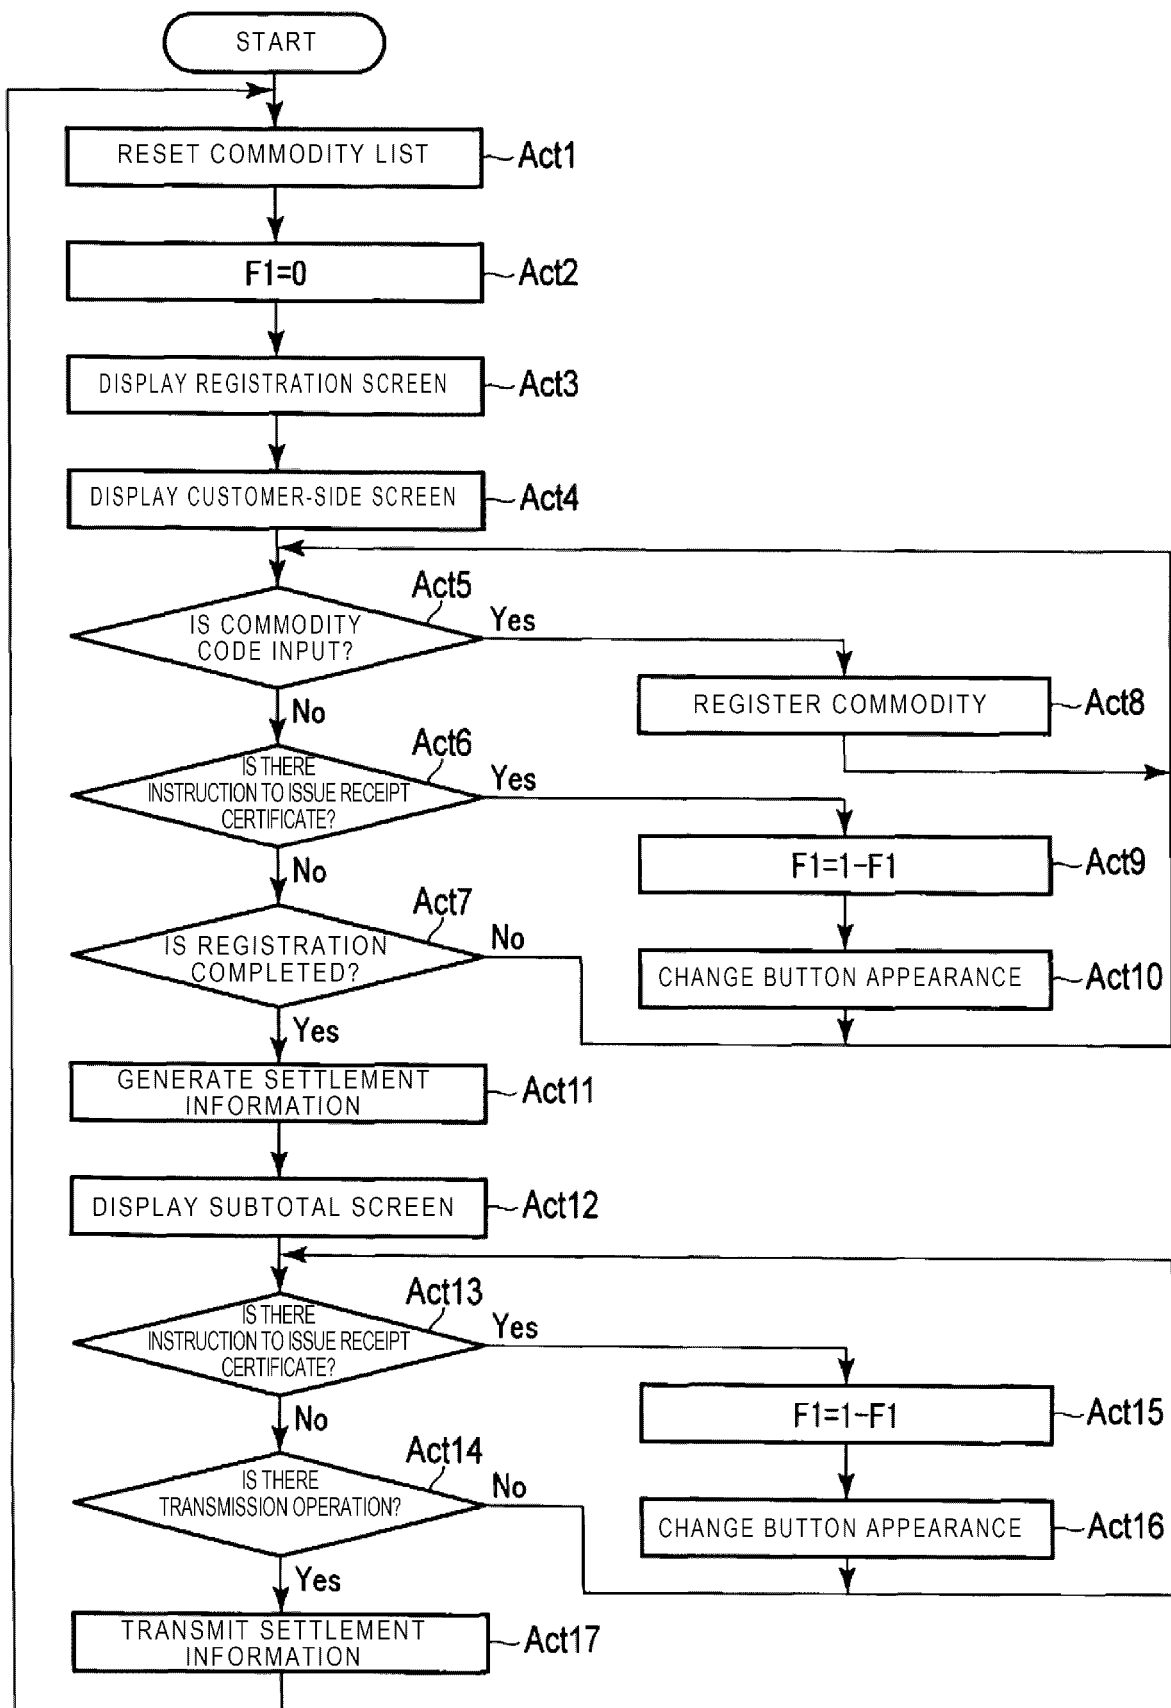 START
RESET COMMODITY LIST
Act1
F1=0
Act2
DISPLAY REGISTRATION SCREEN
Act3
DISPLAY CUSTOMER-SIDE SCREEN
Act4
Act5
IS COMMODITY
CODE INPUT?
Yes
No
REGISTER COMMODITY
Act8
Act6
IS THERE
INSTRUCTION TO ISSUE RECEIPT
CERTIFICATE?
Yes
No
F1=1-F1
Act9
Act7
IS REGISTRATION
COMPLETED?
No
Yes
CHANGE BUTTON APPEARANCE
Act10
GENERATE SETTLEMENT
INFORMATION
Act11
DISPLAY SUBTOTAL SCREEN
Act12
Act13
IS THERE
INSTRUCTION TO ISSUE RECEIPT
CERTIFICATE?
Yes
No
F1=1-F1
Act15
Act14
IS THERE
TRANSMISSION OPERATION?
No
Yes
CHANGE BUTTON APPEARANCE
Act16
TRANSMIT SETTLEMENT
INFORMATION
Act17